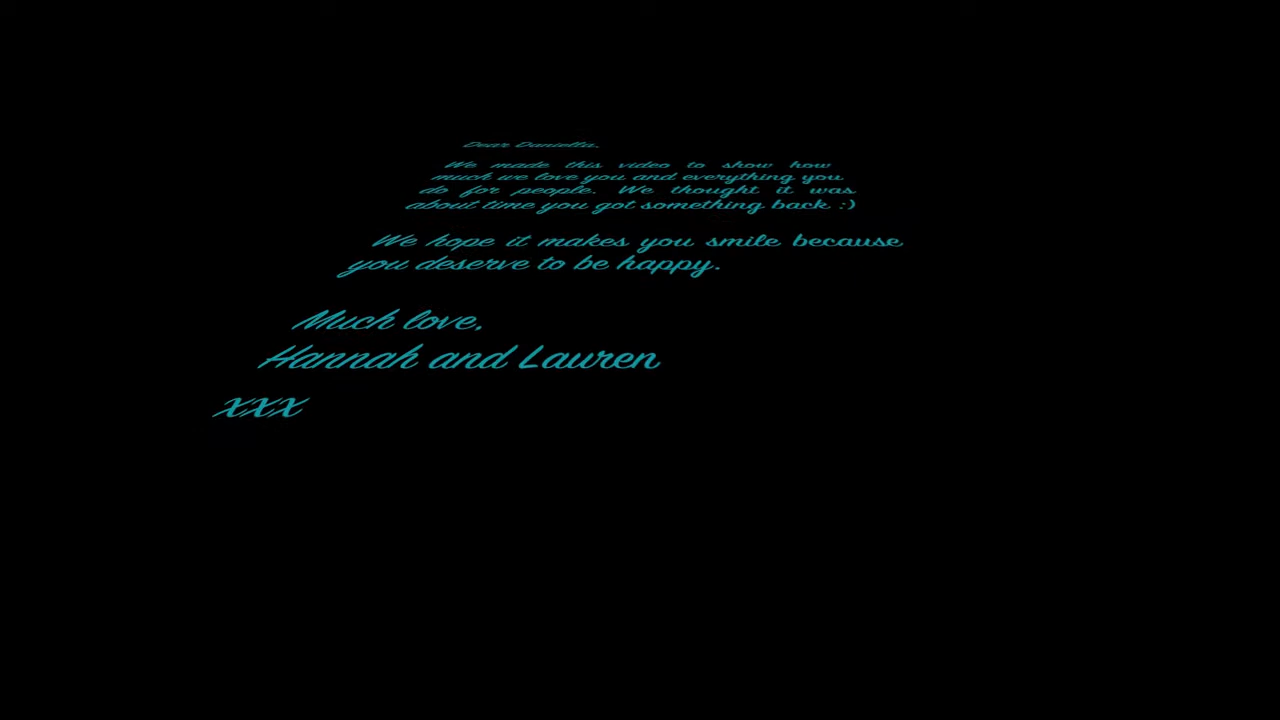 Dear Daniella,
We made this video to show how
much we love you and everything you
do for people. We thought it was
about time you got something back :)
We hope it makes you smile because
you deserve to be happy.
Much love,
Hannah and Lauren
xxx